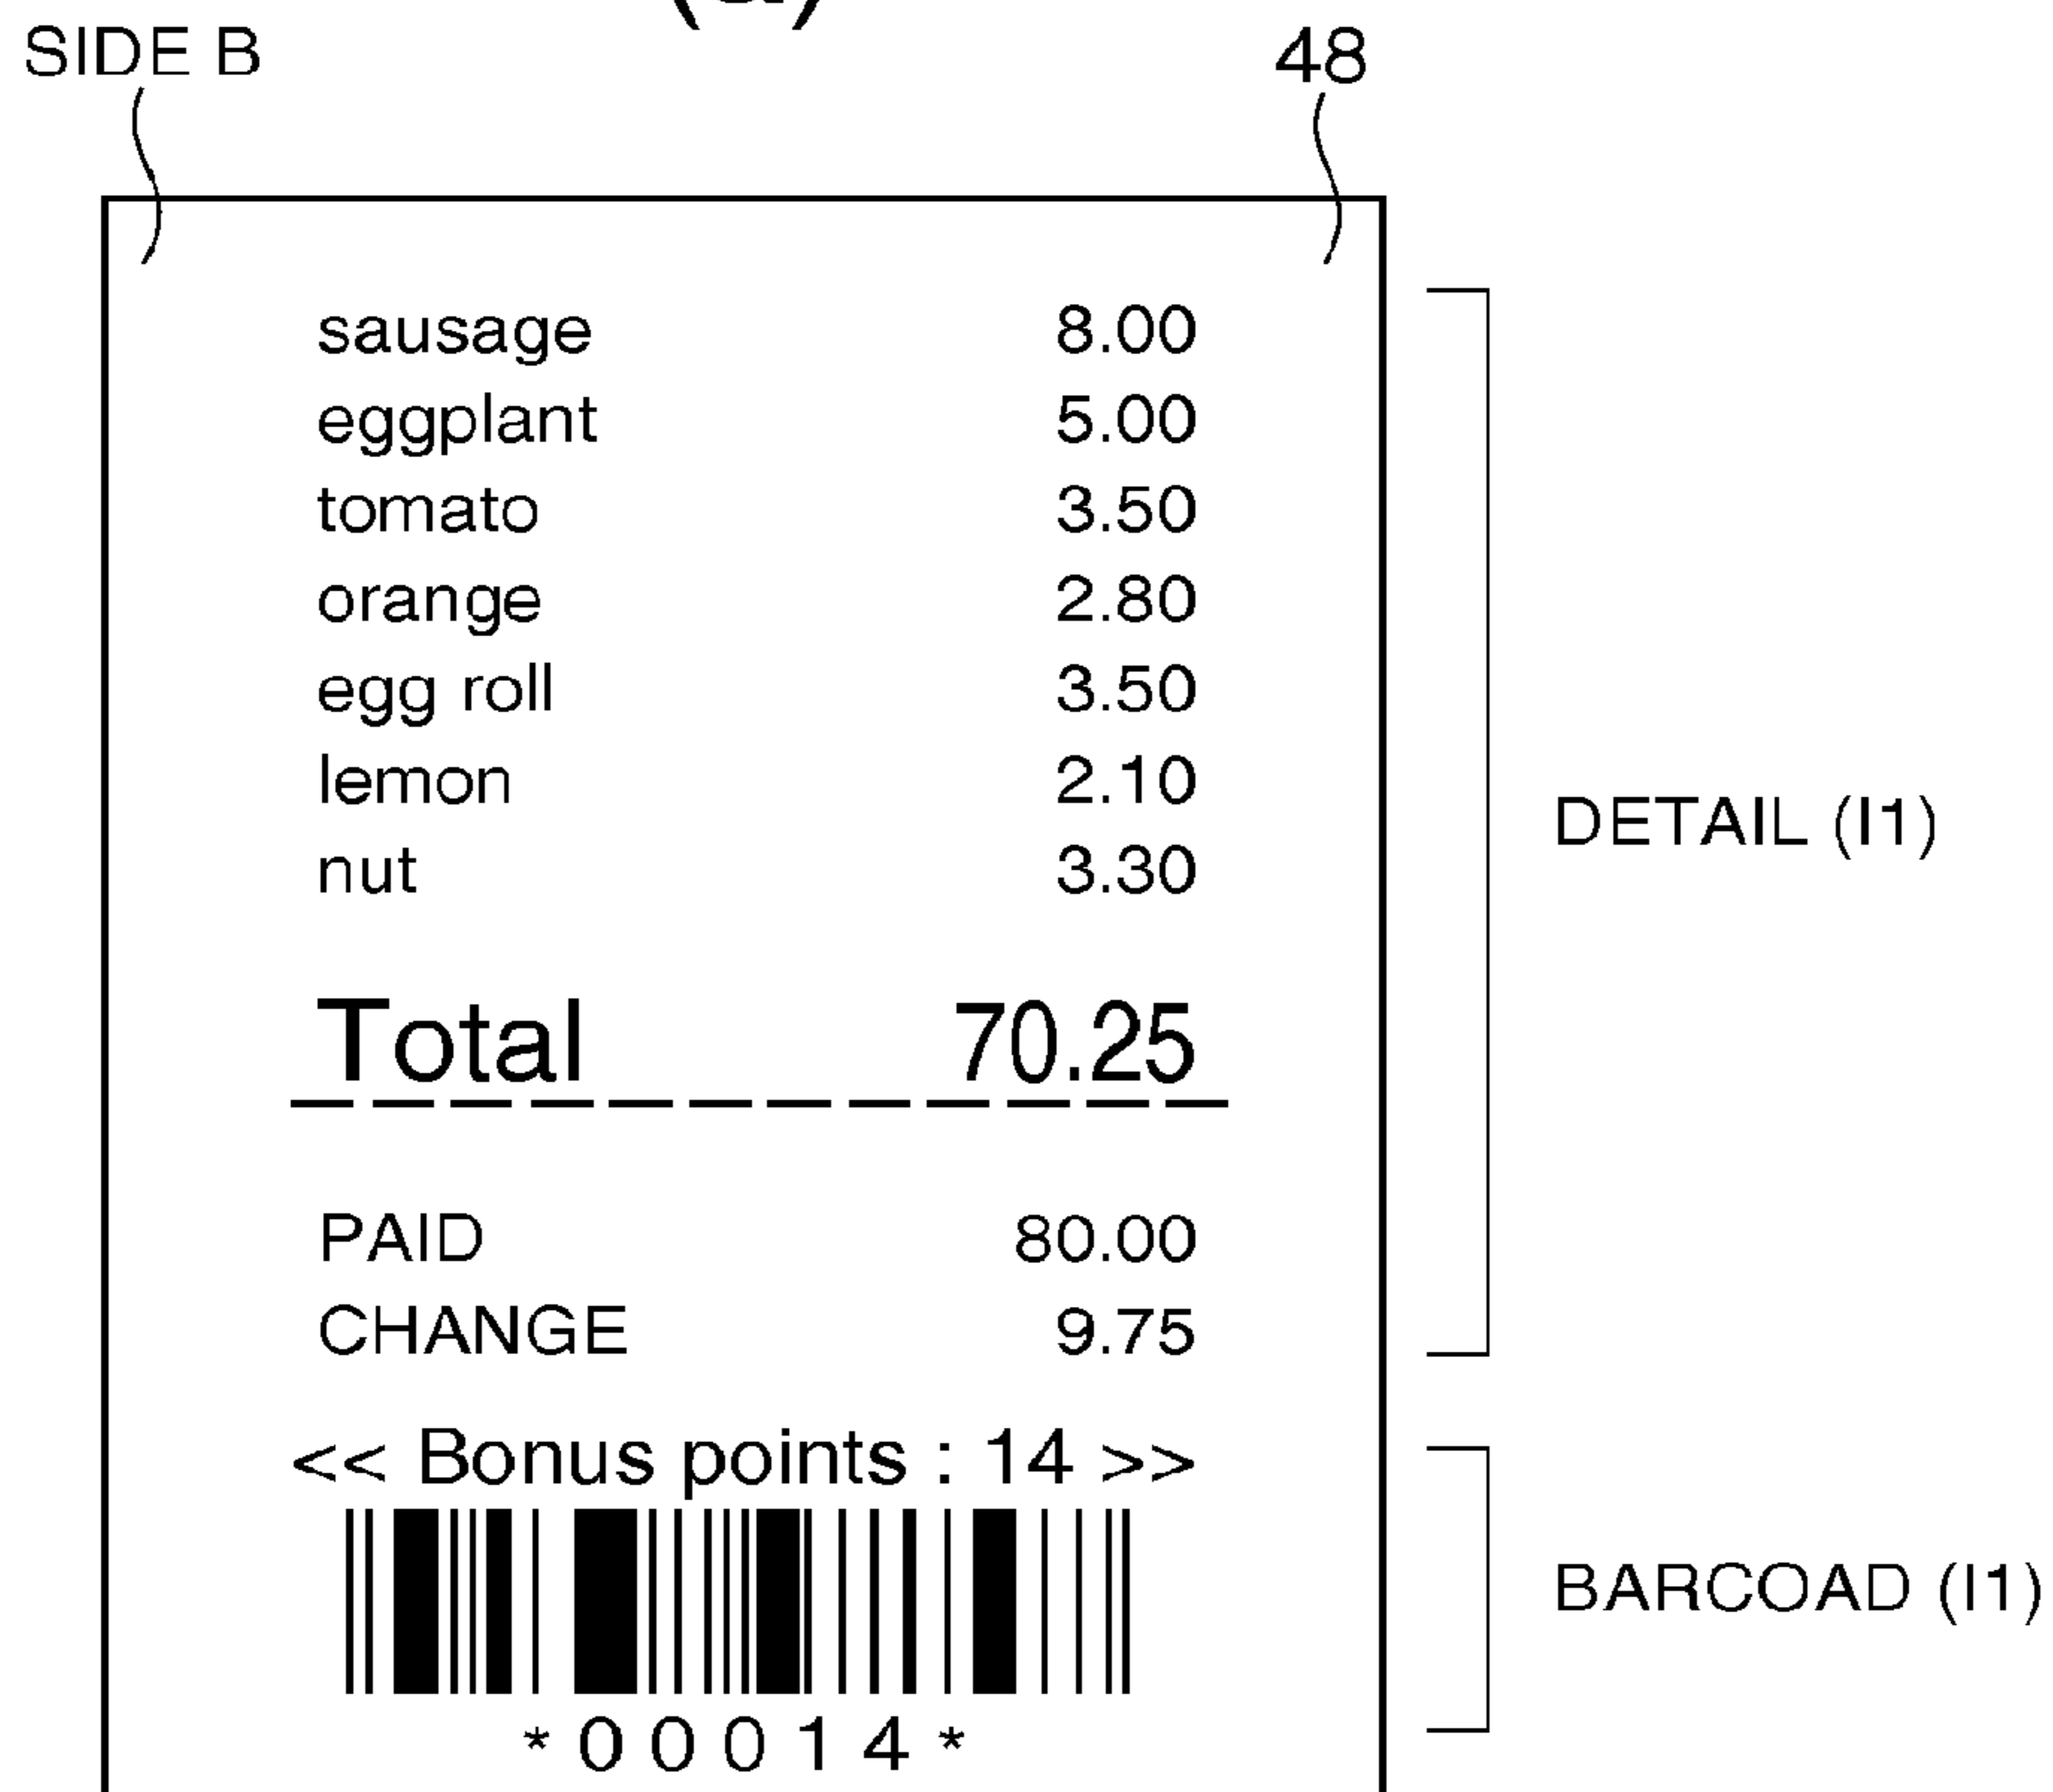 SIDE B 48
sausage 8.00
eggplant 5.00
tomato 3.50
orange 2.80
egg roll 3.50
lemon 2.10
nut 3.30
DETAIL (I1)
Total 70.25
PAID 80.00
CHANGE 9.75
<< Bonus points : 14 >>
BARCOAD (I1)
*00014*